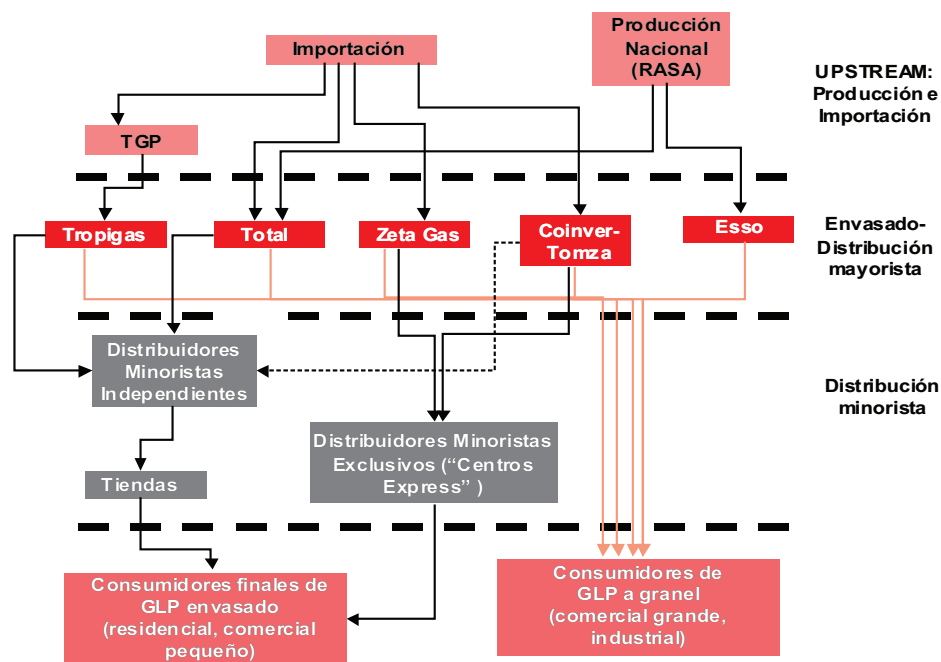 Importación
Producción
Nacional
(RASA)
UPSTREAM:
Producción e
Importación
TGP
Tropigas
Total
Zeta Gas
Coinver-
Tomza
Esso
Envasado-
Distribución
mayorista
Distribuidores
Minoristas
Independientes
Distribución
minorista
Distribuidores Minoristas
Exclusivos (“Centros
Express” )
Tiendas
Consumidores finales de
GLP envasado
(residencial, comercial
pequeño)
Consumidores de
GLP a granel
(comercial grande,
industrial)